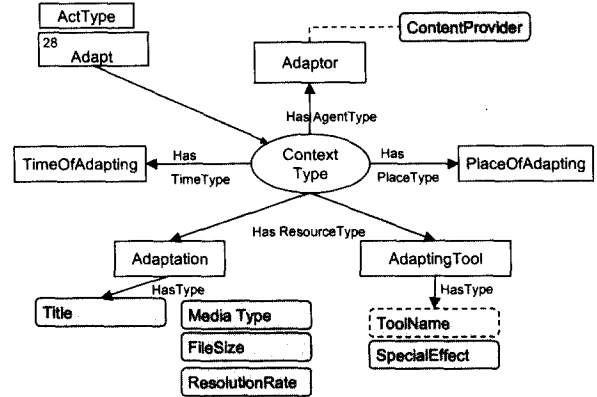 ActType
ContentProvider
28
Adapt
Adaptor
Has AgentType
TimeOfAdapting
Has
TimeType
Context
Type
Has
PlaceType
PlaceOfAdapting
Has ResourceType
Adaptation
AdaptingTool
HasType
HasType
Title
Media Type
ToolName
FileSize
SpecialEffect
ResolutionRate